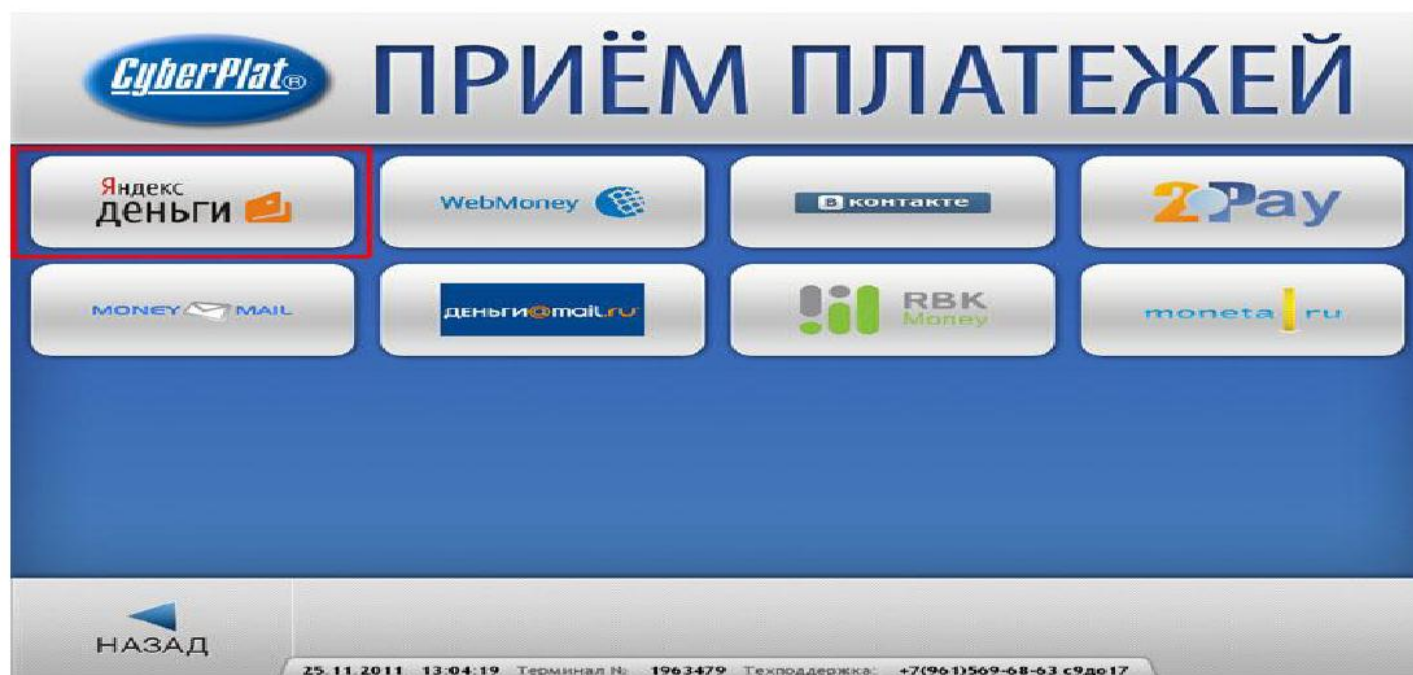 CyberPlat® ПРИЁМ ПЛАТЕЖЕЙ
Яндекс
деньги
WebMoney
В контакте
2Pay
MONEY MAIL
деньги@mail.ru
RBK
Money
moneta ru
НАЗАД
25.11.2011 13:04:19 Терминал № 1963479 Техподдержка: +7(961)569-68-63 с9до17